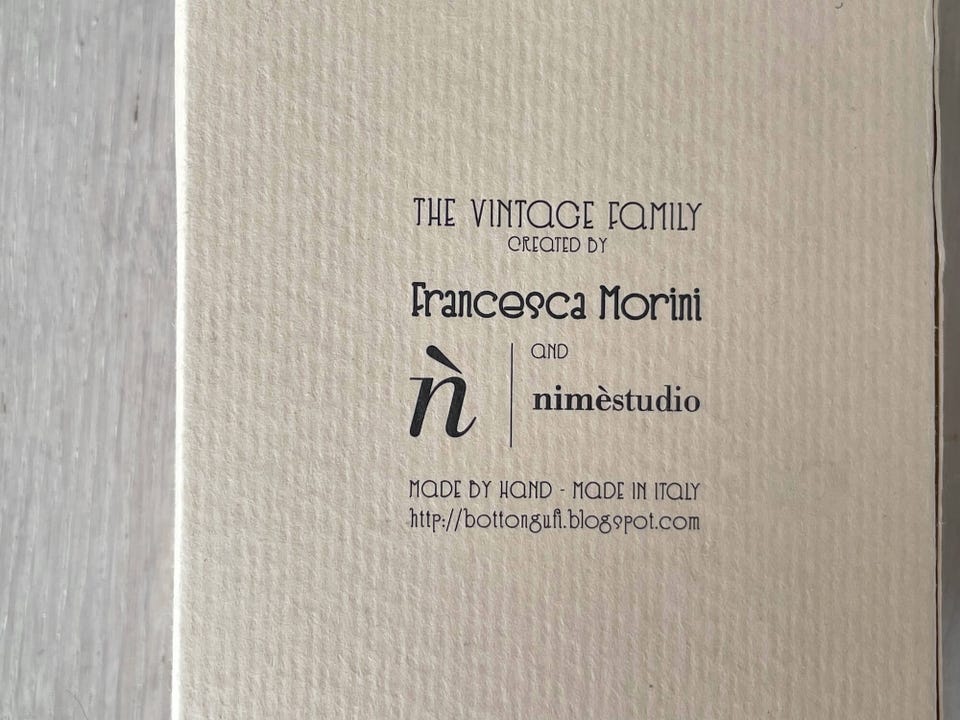 THE VINTAGE FAMILY
CREATED BY
Francesca Morini
AND
ǹ
nimèstudio
MADE BY HAND - MADE IN ITALY
http://bottongufi.blogspot.com